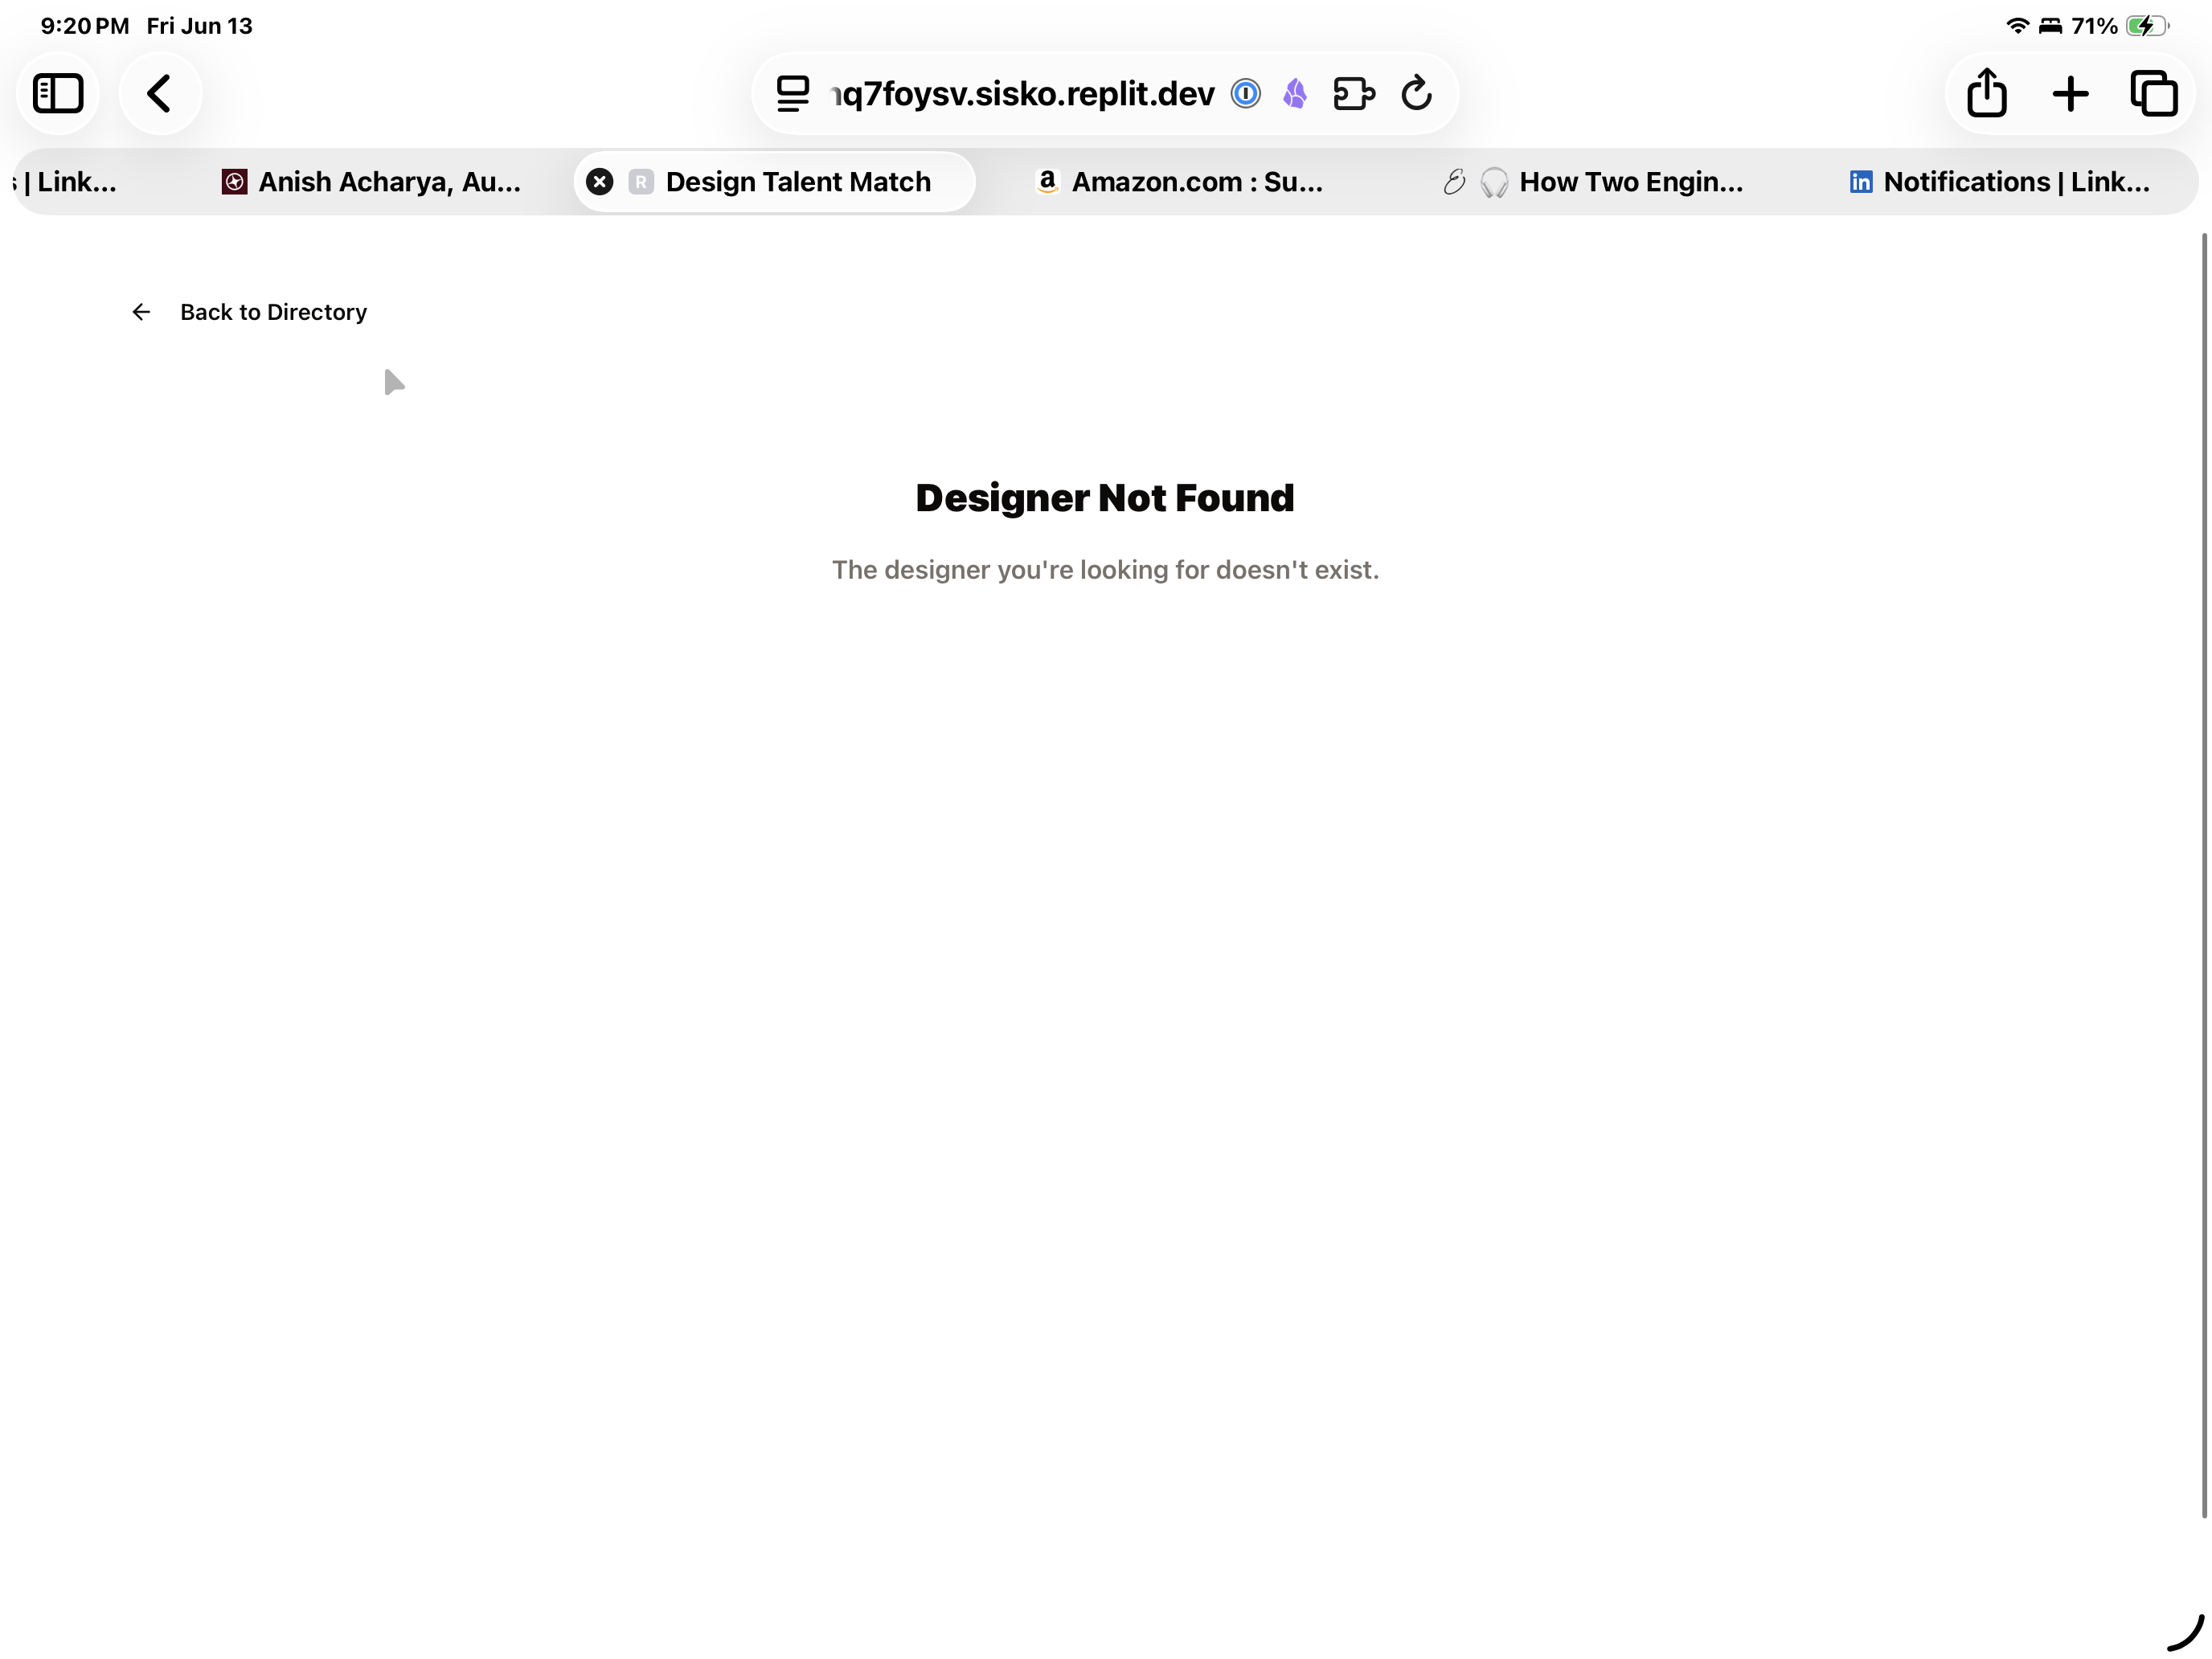 9:20 PM Fri Jun 13
71%
q7foysv.sisko.replit.dev
| Link...
Anish Acharya, Au...
R Design Talent Match
a Amazon.com : Su...
How Two Engin...
in Notifications | Link...
Back to Directory
Designer Not Found
The designer you're looking for doesn't exist.